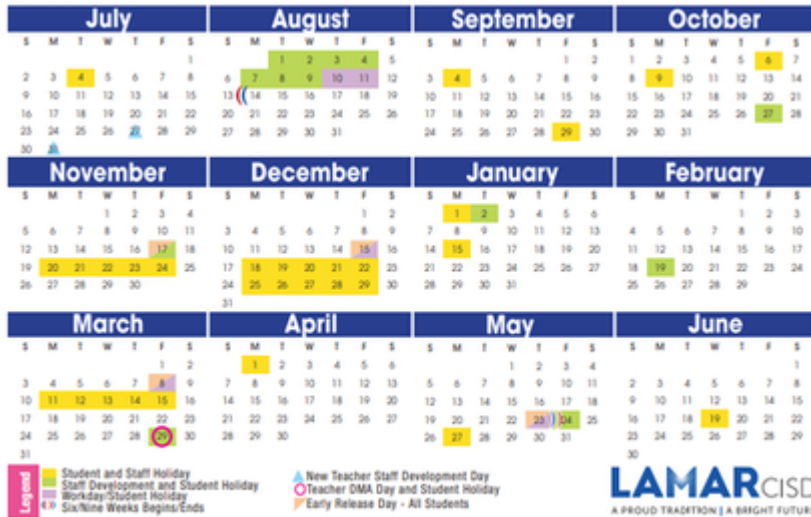 July
S M T W T F S
1
2 3 4 5 6 7 8
9 10 11 12 13 14 15
16 17 18 19 20 21 22
23 24 25 26 27 28 29
30 31
August
S M T W T F S
1 2 3 4 5
6 7 8 9 10 11 12
13 14 15 16 17 18 19
20 21 22 23 24 25 26
27 28 29 30 31
September
S M T W T F S
1 2
3 4 5 6 7 8 9
10 11 12 13 14 15 16
17 18 19 20 21 22 23
24 25 26 27 28 29 30
October
S M T W T F S
1 2 3 4 5 6 7
8 9 10 11 12 13 14
15 16 17 18 19 20 21
22 23 24 25 26 27 28
29 30 31
November
S M T W T F S
1 2 3 4
5 6 7 8 9 10 11
12 13 14 15 16 17 18
19 20 21 22 23 24 25
26 27 28 29 30
December
S M T W T F S
1 2
3 4 5 6 7 8 9
10 11 12 13 14 15 16
17 18 19 20 21 22 23
24 25 26 27 28 29 30
31
January
S M T W T F S
1 2 3 4 5 6
7 8 9 10 11 12 13
14 15 16 17 18 19 20
21 22 23 24 25 26 27
28 29 30 31
February
S M T W T F S
1 2 3
4 5 6 7 8 9 10
11 12 13 14 15 16 17
18 19 20 21 22 23 24
25 26 27 28 29
March
S M T W T F S
1 2
3 4 5 6 7 8 9
10 11 12 13 14 15 16
17 18 19 20 21 22 23
24 25 26 27 28 29 30
31
April
S M T W T F S
1 2 3 4 5 6
7 8 9 10 11 12 13
14 15 16 17 18 19 20
21 22 23 24 25 26 27
28 29 30
May
S M T W T F S
1 2 3 4
5 6 7 8 9 10 11
12 13 14 15 16 17 18
19 20 21 22 23 24 25
26 27 28 29 30 31
June
S M T W T F S
1
2 3 4 5 6 7 8
9 10 11 12 13 14 15
16 17 18 19 20 21 22
23 24 25 26 27 28 29
30
Legend
Student and Staff Holiday
Staff Development and Student Holiday
Workday/Student Holiday
Six/Nine Weeks Begins/Ends
New Teacher Staff Development Day
Teacher DMA Day and Student Holiday
Early Release Day - All Students
LAMAR CISD
A PROUD TRADITION | A BRIGHT FUTURE